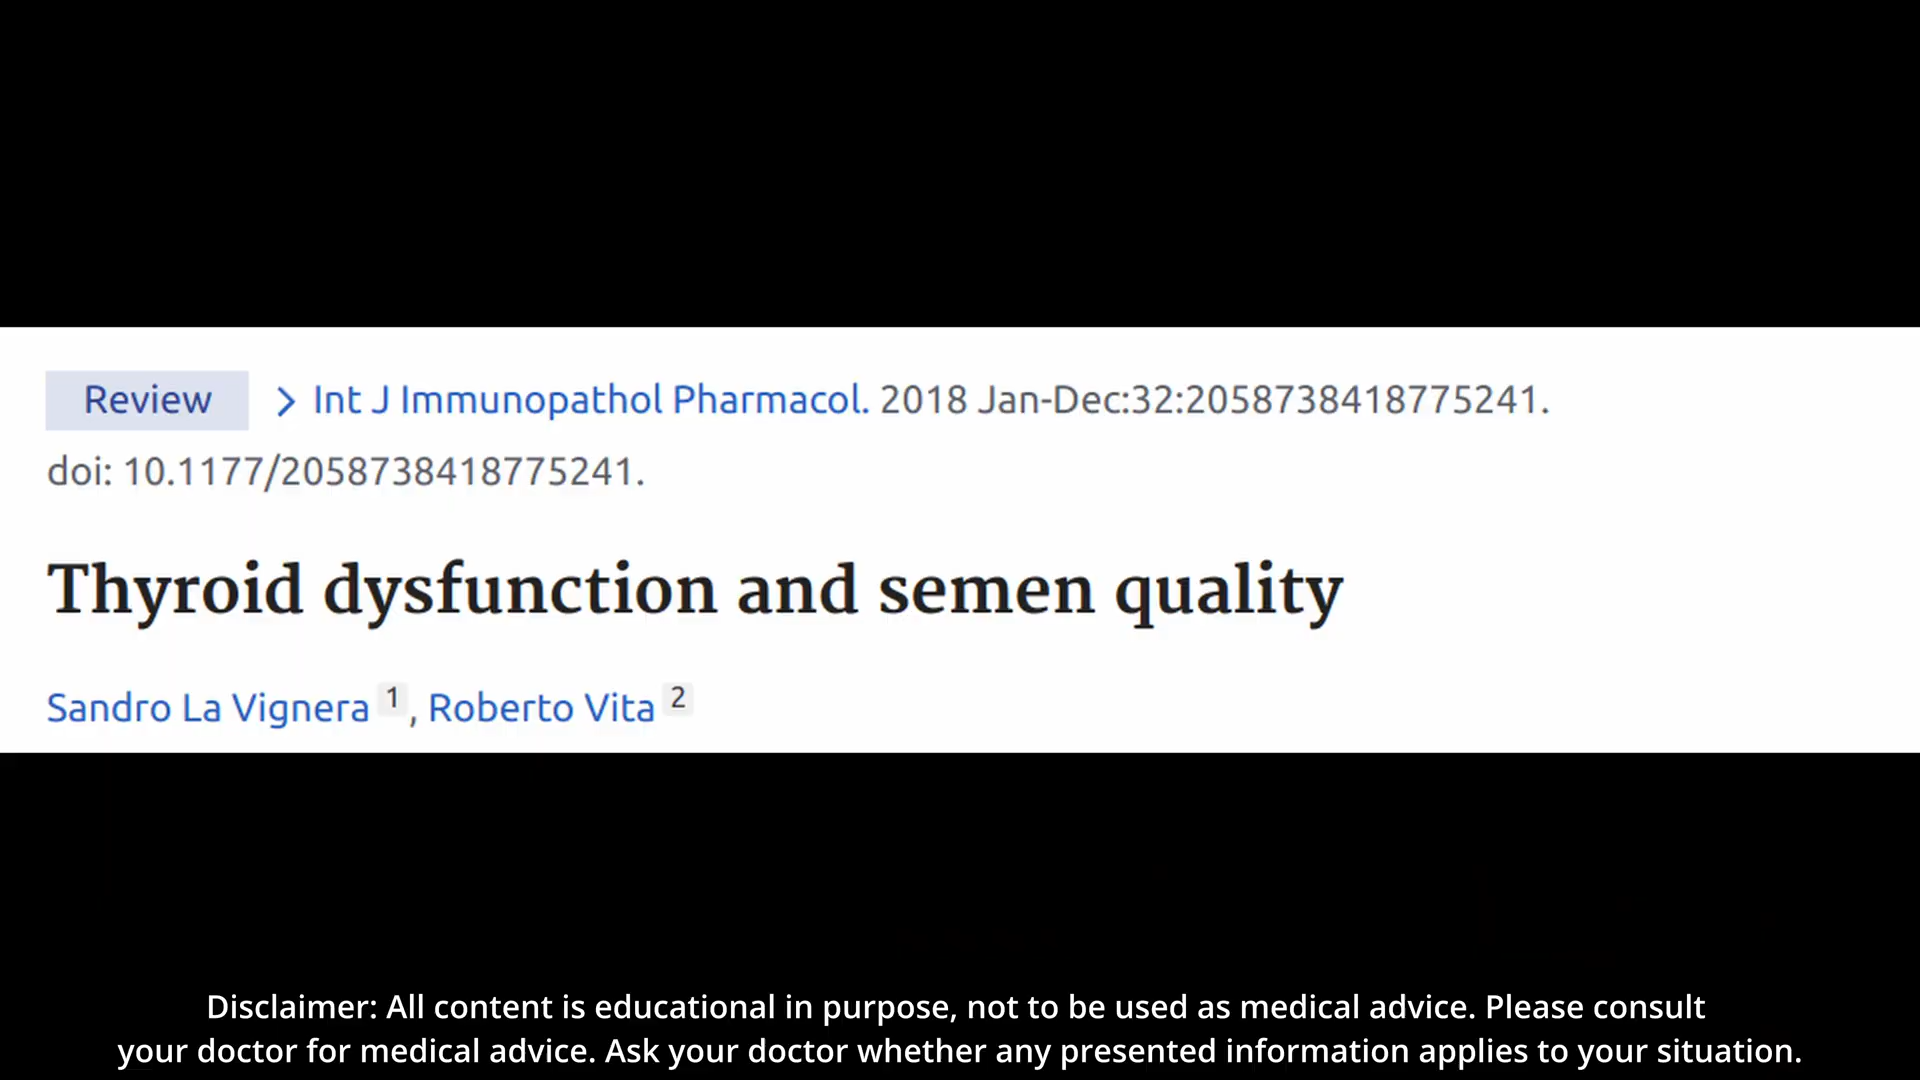 Review > Int J Immunopathol Pharmacol. 2018 Jan-Dec:32:2058738418775241.
doi: 10.1177/2058738418775241.
Thyroid dysfunction and semen quality
Sandro La Vignera 1, Roberto Vita 2
Disclaimer: All content is educational in purpose, not to be used as medical advice. Please consult
your doctor for medical advice. Ask your doctor whether any presented information applies to your situation.